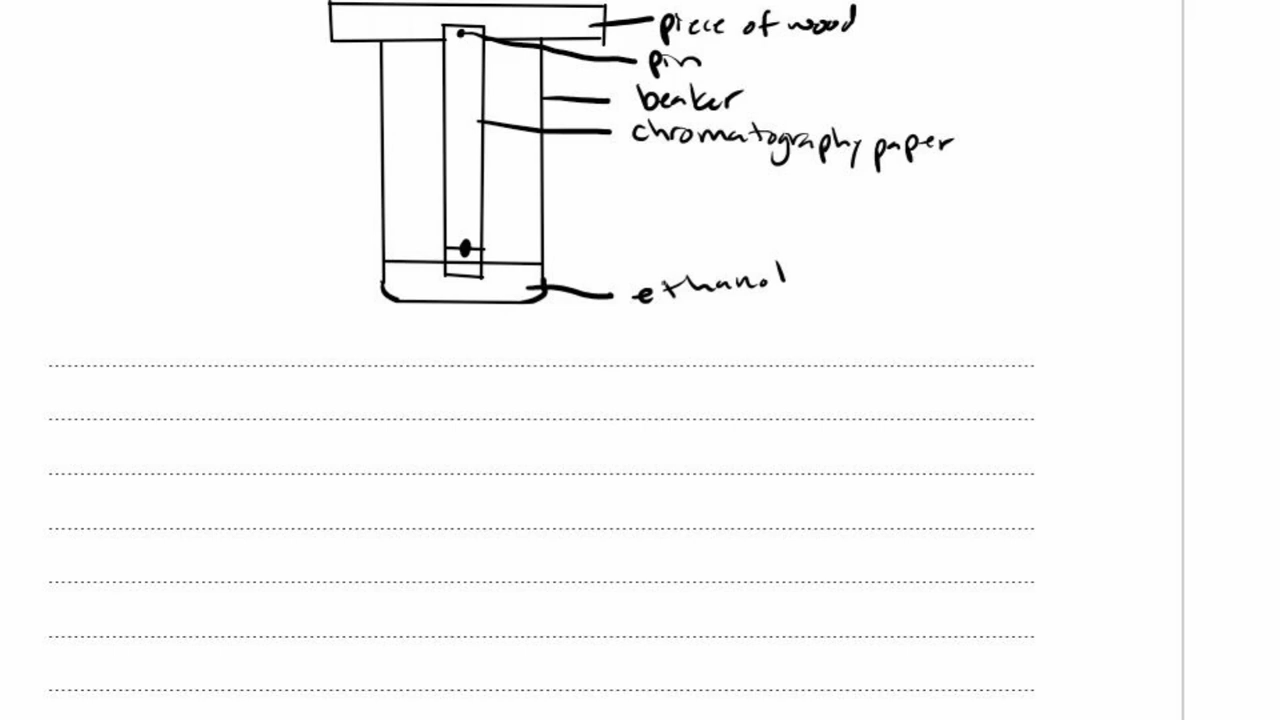 piece of wood
pin
beaker
chromatography paper
ethanol